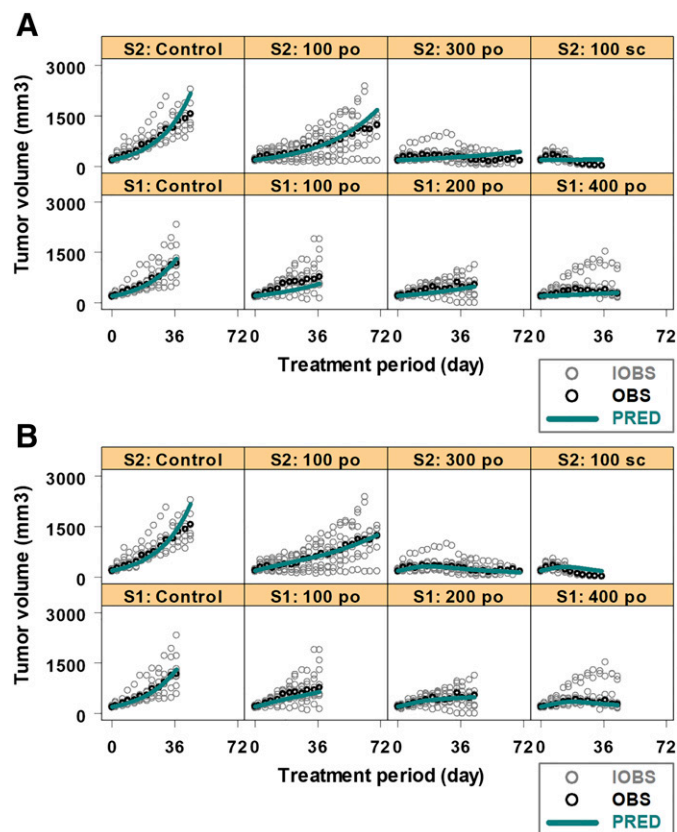 A
S2: Control S2: 100 po S2: 300 po S2: 100 sc
3000
1500
0
S1: Control S1: 100 po S1: 200 po S1: 400 po
3000
1500
0
Tumor volume (mm3)
0 36 72 0 36 72 0 36 72 0 36 72
Treatment period (day)
IOBS
OBS
PRED
B
S2: Control S2: 100 po S2: 300 po S2: 100 sc
3000
1500
0
S1: Control S1: 100 po S1: 200 po S1: 400 po
3000
1500
0
Tumor volume (mm3)
0 36 72 0 36 72 0 36 72 0 36 72
Treatment period (day)
IOBS
OBS
PRED